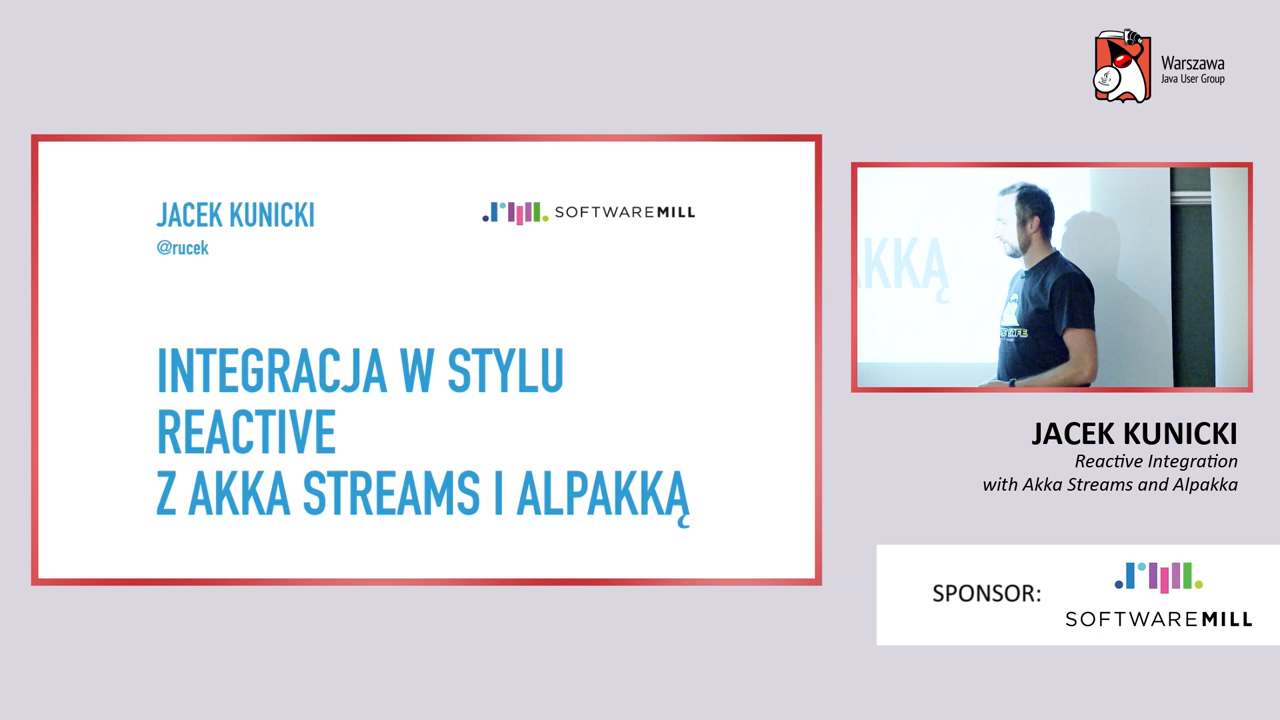 Warszawa
Java User Group
JACEK KUNICKI
@rucek
SOFTWAREMILL
INTEGRACJA W STYLU
REACTIVE
Z AKKA STREAMS I ALPAKKĄ
AKKĄ
JACEK KUNICKI
Reactive Integration
with Akka Streams and Alpakka
SPONSOR:
SOFTWAREMILL